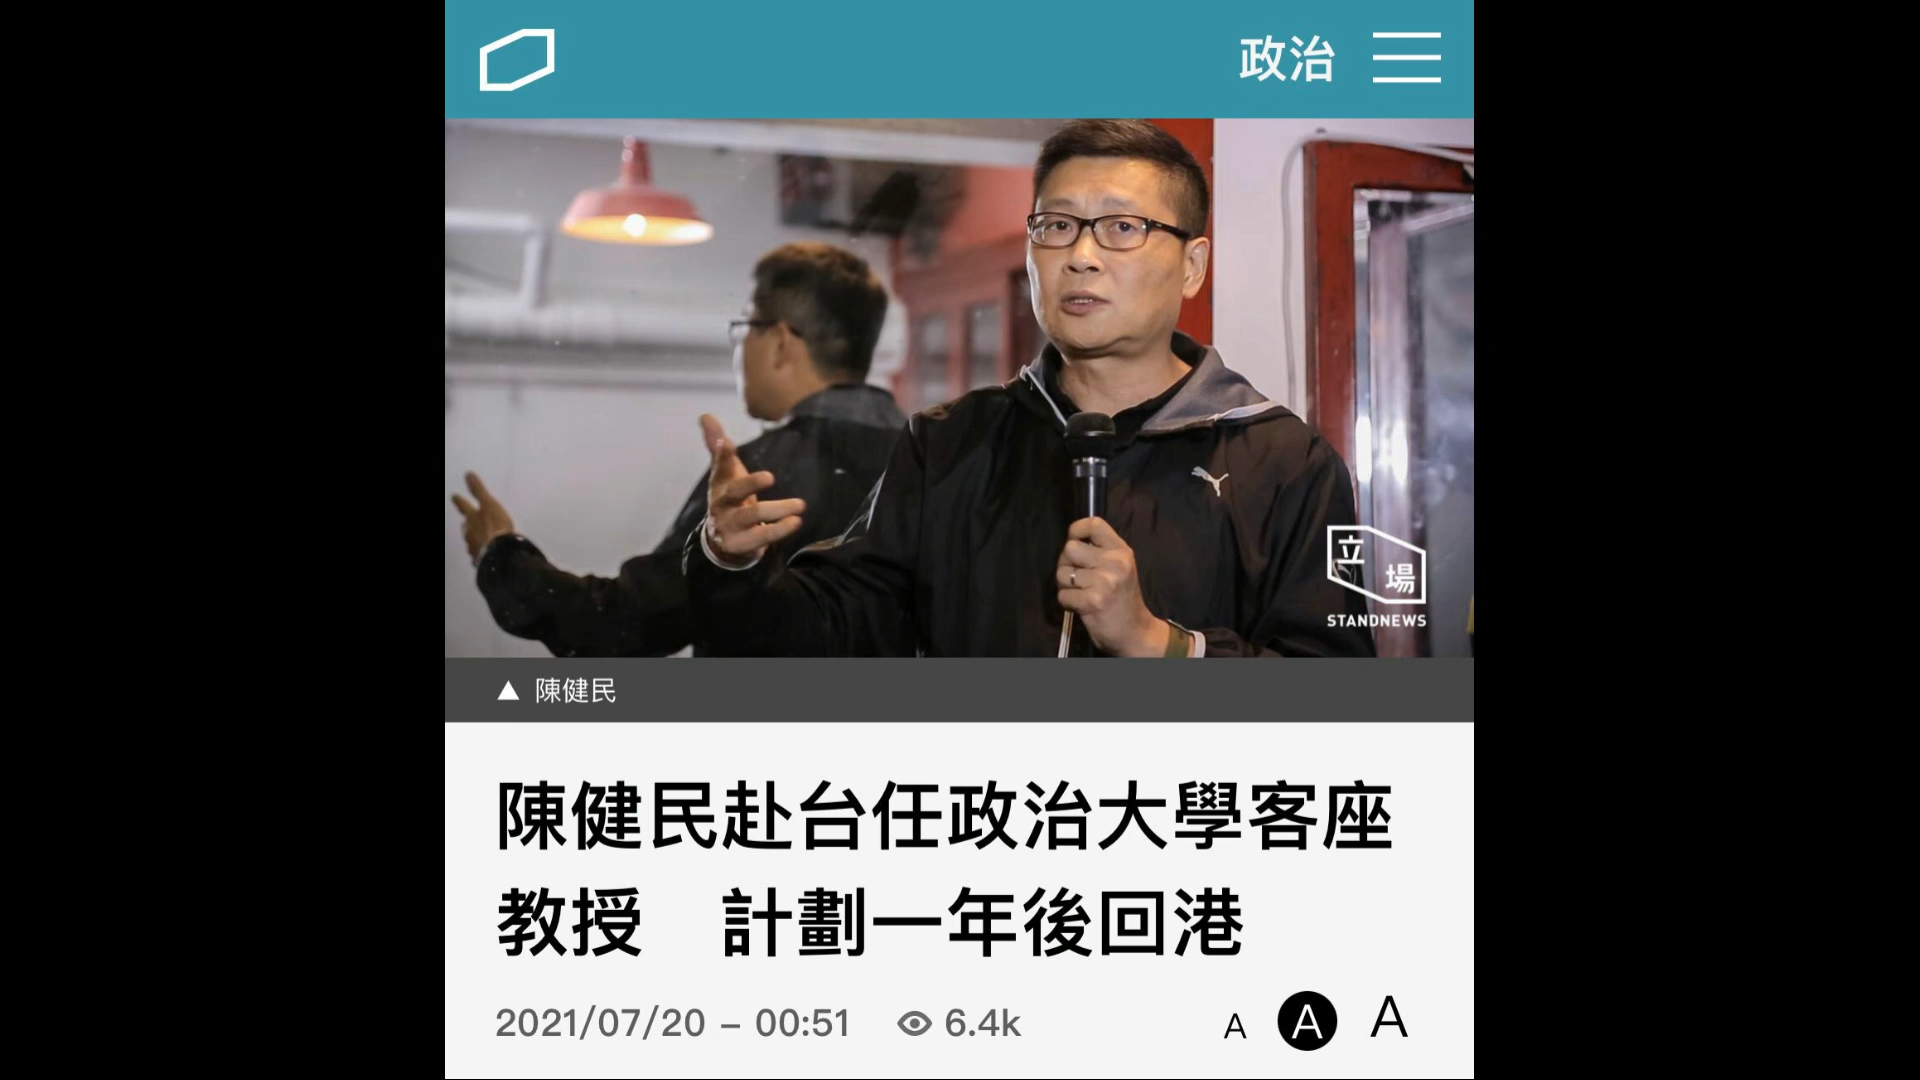 政治
立
場
STANDNEWS
▲ 陳健民
陳健民赴台任政治大學客座
教授　計劃一年後回港
2021/07/20 – 00:51 6.4k A A A